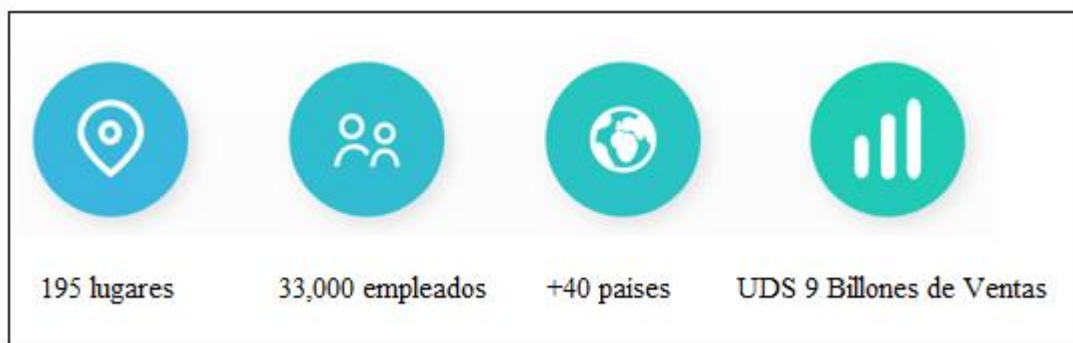 195 lugares
33,000 empleados
+40 paises
UDS 9 Billones de Ventas